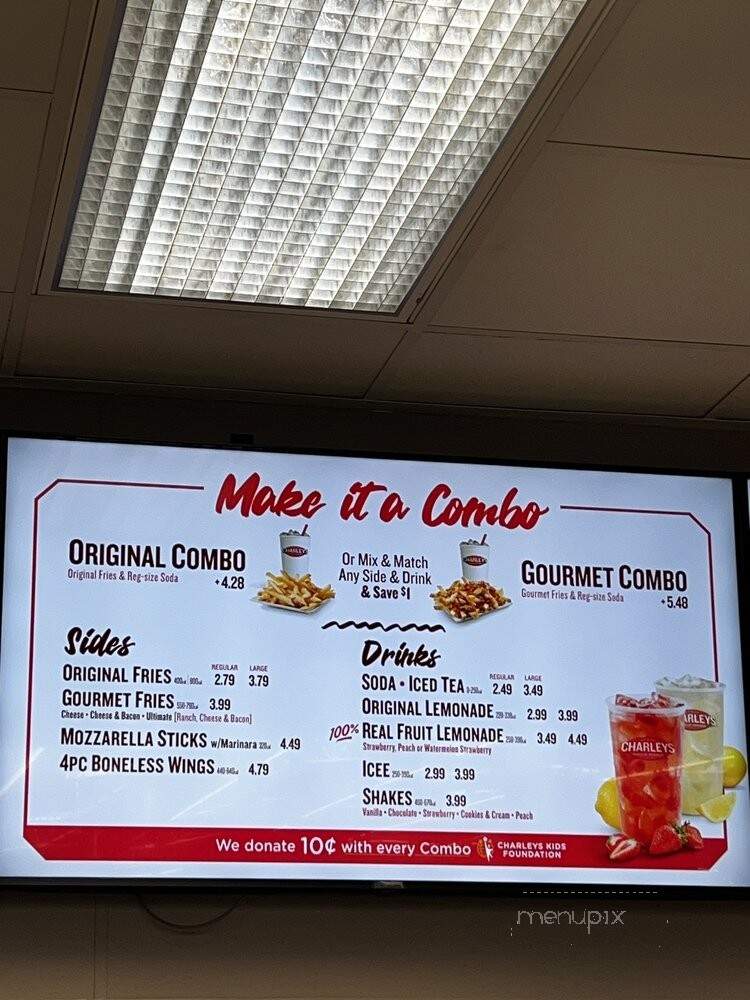 Make it a Combo
ORIGINAL COMBO
Original Fries & Reg-size Soda
+4.28
CHARLEYS
Or Mix & Match
Any Side & Drink
& Save $1
CHARLEYS
GOURMET COMBO
Gourmet Fries & Reg-size Soda
+5.48
Sides
REGULAR LARGE
ORIGINAL FRIES 2.79 3.79
GOURMET FRIES 3.99
Cheese • Cheese & Bacon • Ultimate [Ranch, Cheese & Bacon]
MOZZARELLA STICKS w/Marinara 4.49
4PC BONELESS WINGS 4.79
Drinks
REGULAR LARGE
SODA • ICED TEA 2.49 3.49
ORIGINAL LEMONADE 2.99 3.99
100% REAL FRUIT LEMONADE 3.49 4.49
Strawberry, Peach or Watermelon Strawberry
ICEE 2.99 3.99
SHAKES 3.99
Vanilla • Chocolate • Strawberry • Cookies & Cream • Peach
CHARLEYS
ARLEYS
We donate 10¢ with every Combo
CHARLEYS KIDS
FOUNDATION
menupix